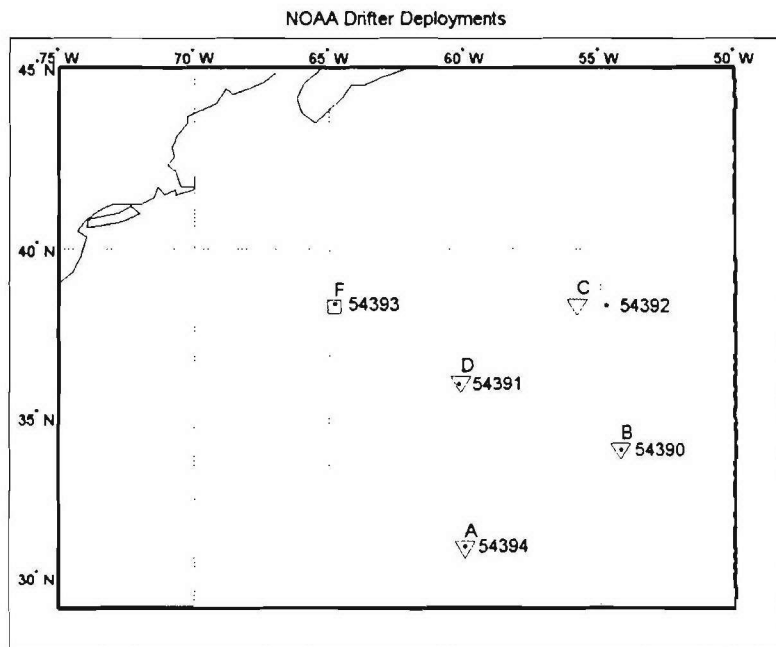 NOAA Drifter Deployments
-75° W 70° W 65° W 60° W 55° W 50° W
45° N
40° N
F C
54393 54392
D
54391
35° N
B
54390
A
54394
30° N